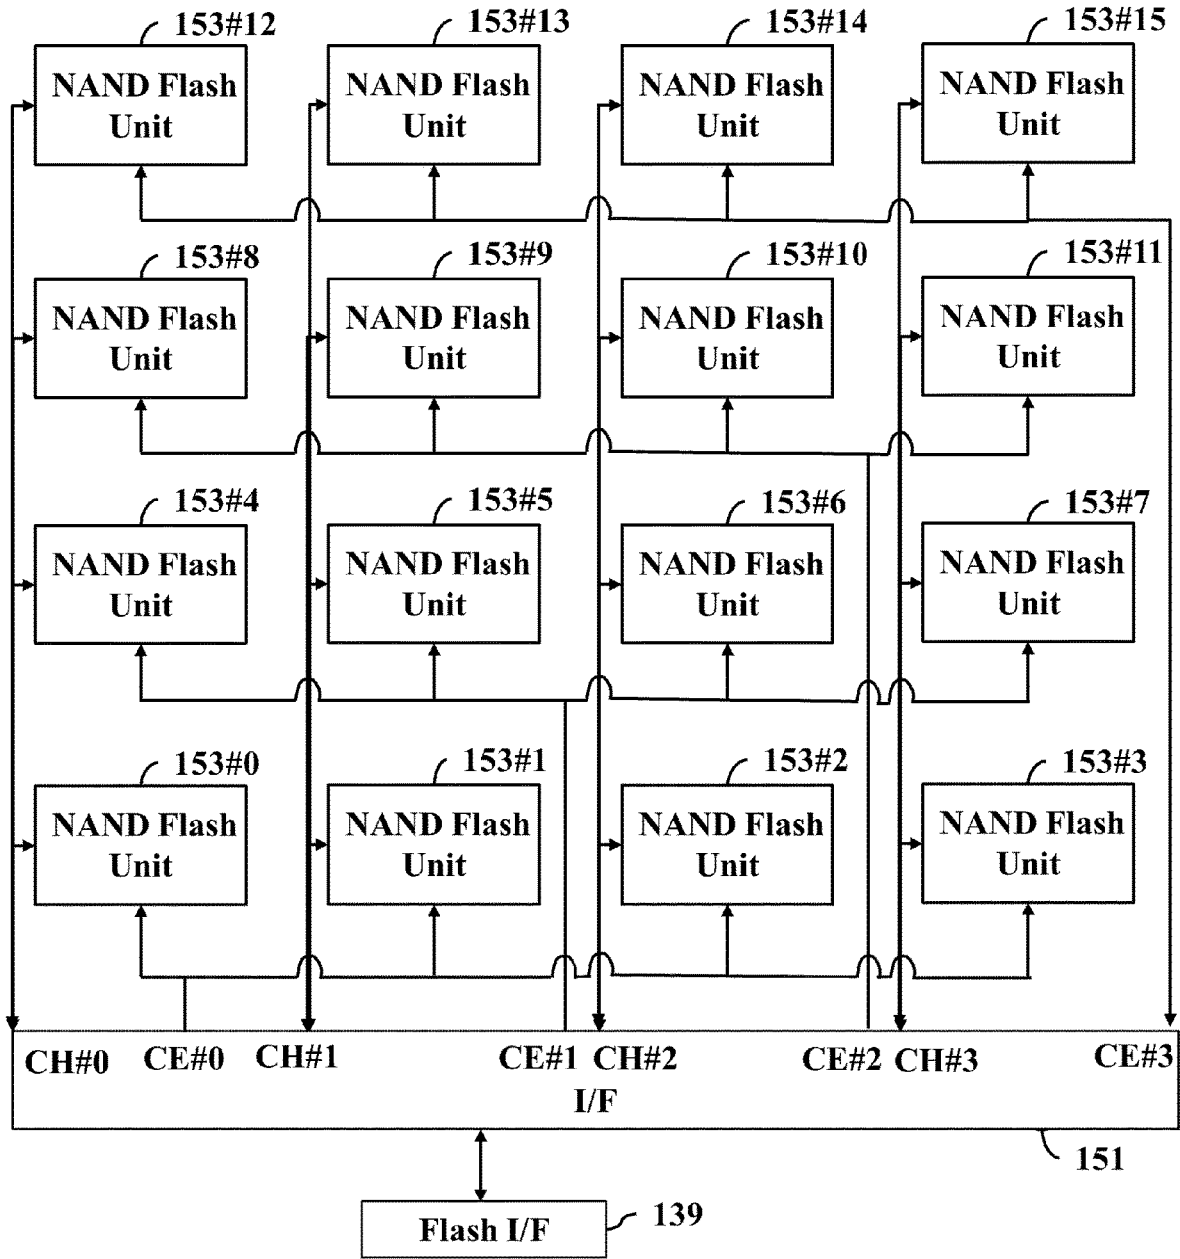 153#12 153#13 153#14 153#15
NAND Flash NAND Flash NAND Flash NAND Flash
Unit Unit Unit Unit
153#8 153#9 153#10 153#11
NAND Flash NAND Flash NAND Flash NAND Flash
Unit Unit Unit Unit
153#4 153#5 153#6 153#7
NAND Flash NAND Flash NAND Flash NAND Flash
Unit Unit Unit Unit
153#0 153#1 153#2 153#3
NAND Flash NAND Flash NAND Flash NAND Flash
Unit Unit Unit Unit
CH#0 CE#0 CH#1 CE#1 CH#2 CE#2 CH#3 CE#3
I/F
151
Flash I/F 139